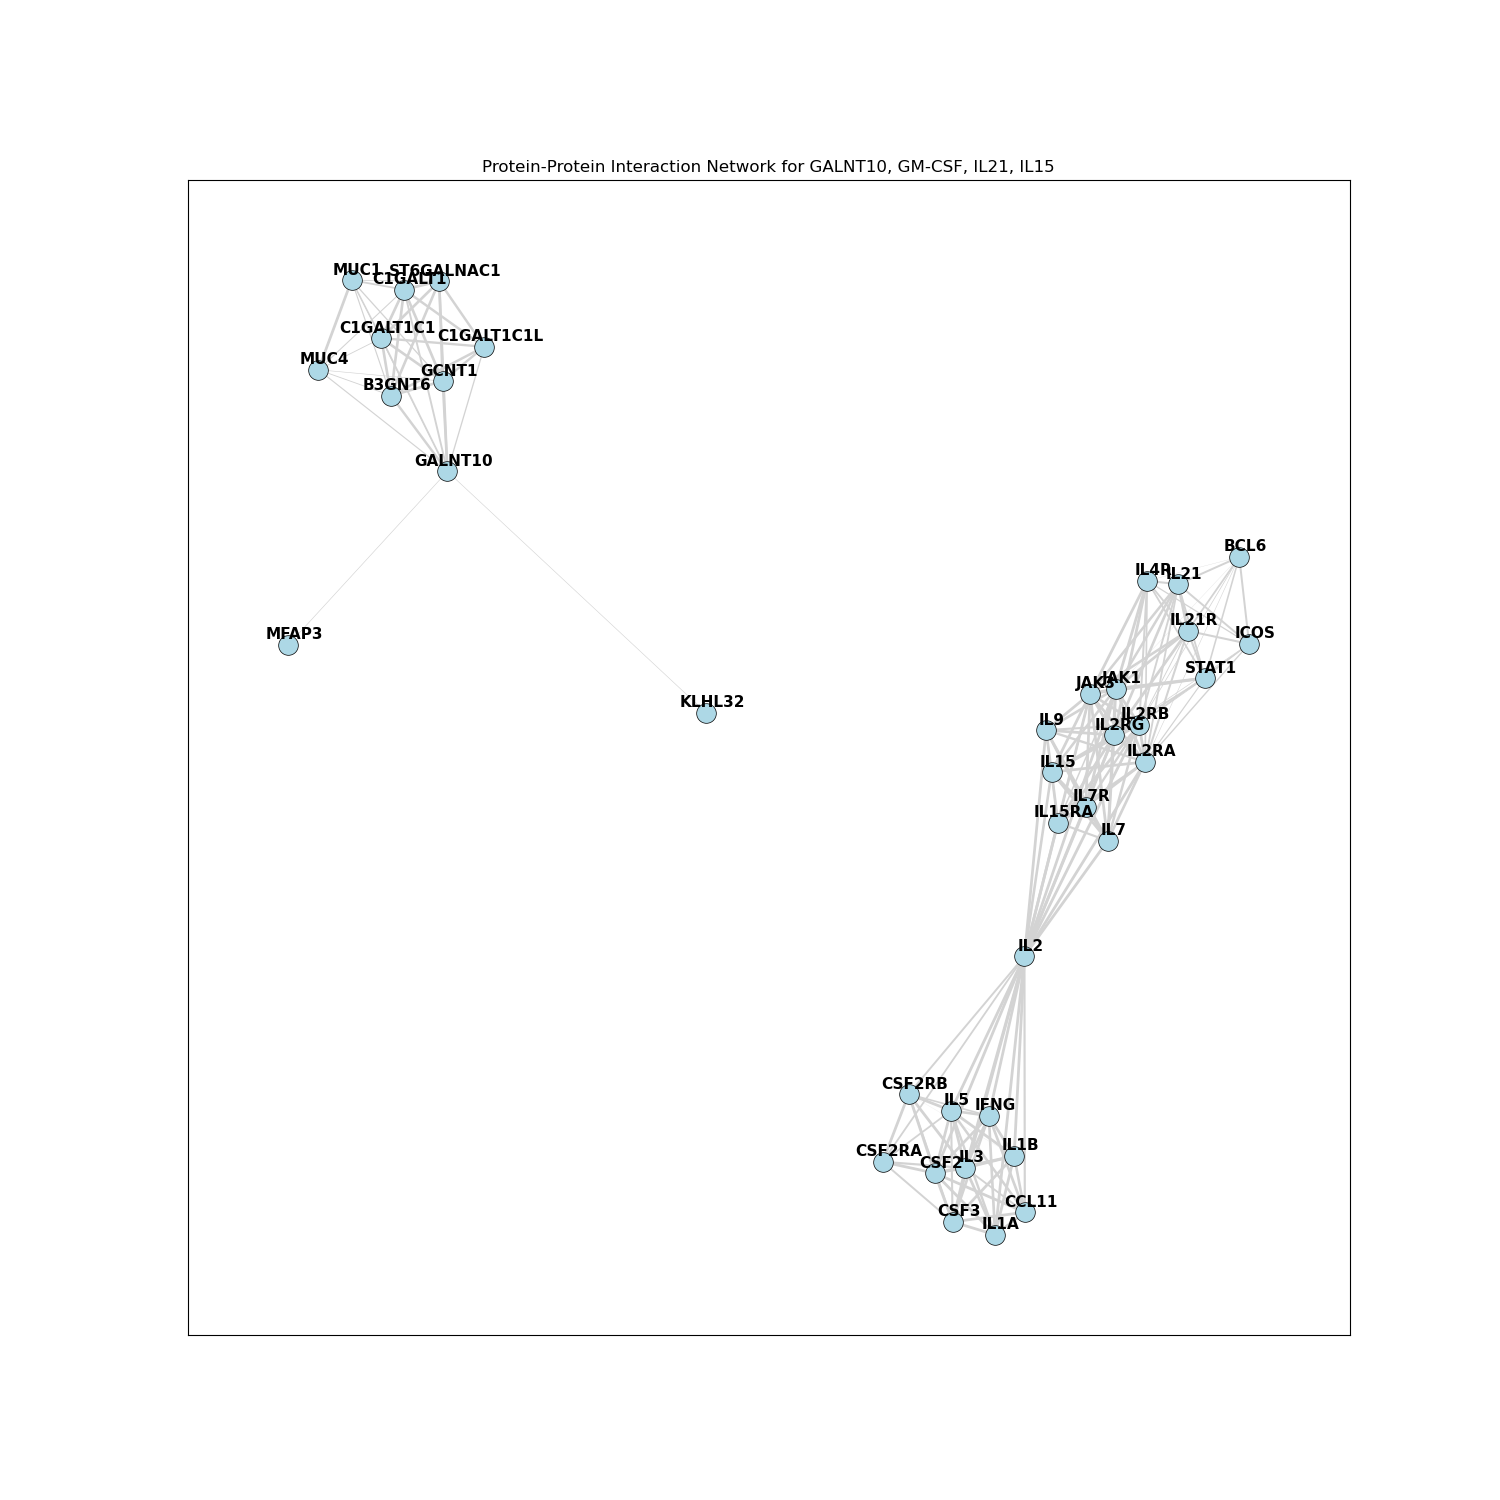 Protein-Protein Interaction Network for GALNT10, GM-CSF, IL21, IL15
MUC1
ST6GALNAC1
C1GALT1
C1GALT1C1
C1GALT1C1L
MUC4
GCNT1
B3GNT6
GALNT10
MFAP3
KLHL32
BCL6
IL4R
IL21
IL21R
ICOS
STAT1
JAK1
JAK3
IL2RB
IL9
IL2RG
IL2RA
IL15
IL7R
IL15RA
IL7
IL2
CSF2RB
IL5
IFNG
IL1B
CSF2RA
IL3
CSF2
CCL11
CSF3
IL1A